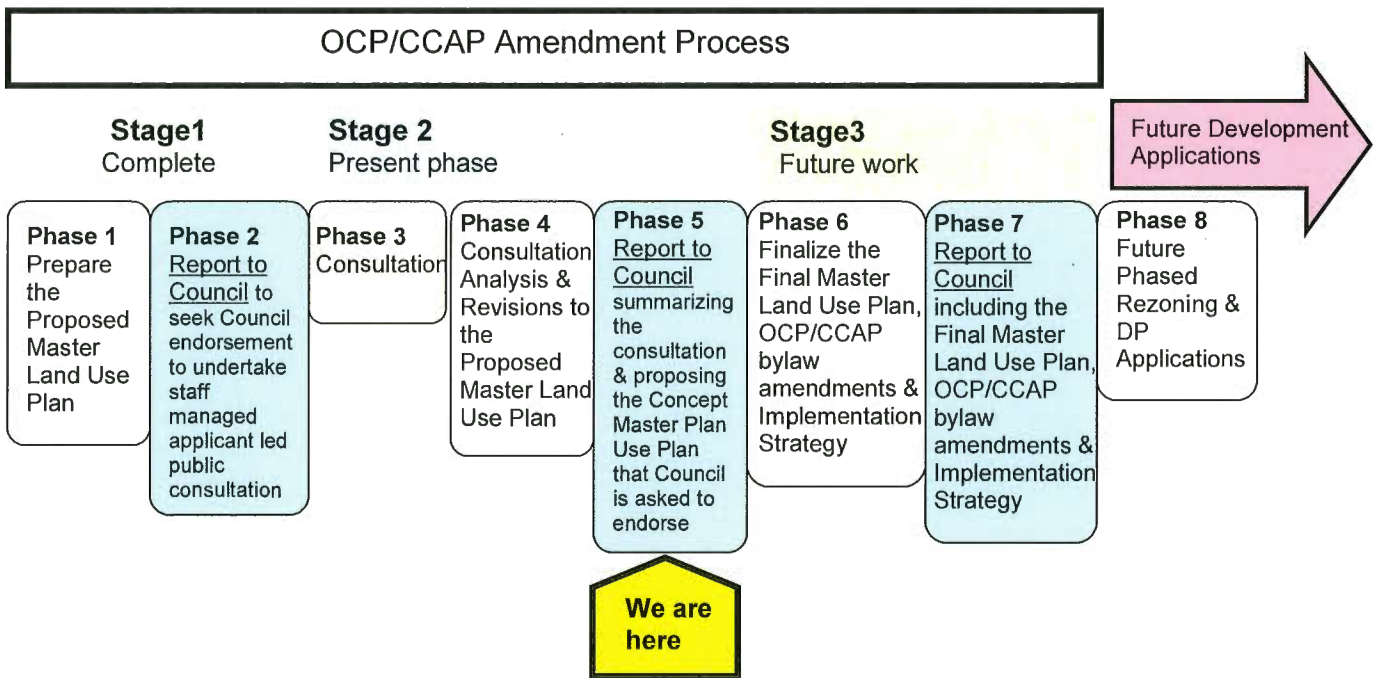 OCP/CCAP Amendment Process
Stage1
Complete
Stage 2
Present phase
Stage3
Future work
Future Development
Applications
Phase 1
Prepare
the
Proposed
Master
Land Use
Plan
Phase 2
Report to
Council to
seek Council
endorsement
to undertake
staff
managed
applicant led
public
consultation
Phase 3
Consultation
Phase 4
Consultation
Analysis &
Revisions to
the
Proposed
Master Land
Use Plan
Phase 5
Report to
Council
summarizing
the
consultation
& proposing
the Concept
Master Plan
Use Plan
that Council
is asked to
endorse
Phase 6
Finalize the
Final Master
Land Use Plan,
OCP/CCAP
bylaw
amendments &
Implementation
Strategy
Phase 7
Report to
Council
including the
Final Master
Land Use Plan,
OCP/CCAP
bylaw
amendments &
Implementation
Strategy
Phase 8
Future
Phased
Rezoning &
DP
Applications
We are
here